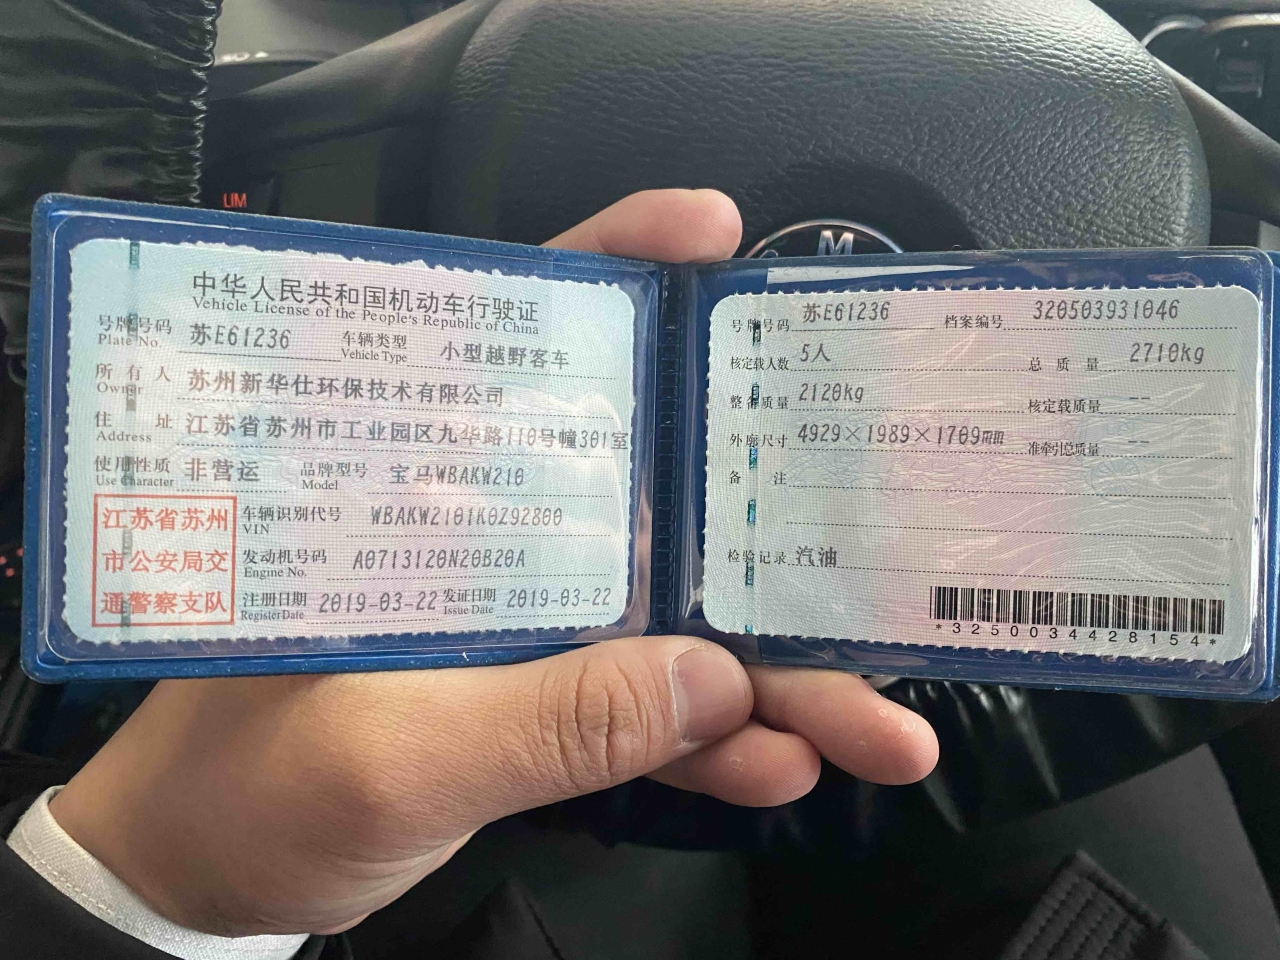 LIM
M
中华人民共和国机动车行驶证
Vehicle License of the People's Republic of China
号牌号码 苏E61236 车辆类型 小型越野客车
Plate No. Vehicle Type
所有人 苏州新华仕环保技术有限公司
Owner
住址 江苏省苏州市工业园区九华路110号幢301室
Address
使用性质 非营运 品牌型号 宝马WBAKW210
Use Character Model
江苏省苏州
市公安局交
通警察支队
车辆识别代号 WBAKW2101K0Z92800
VIN
发动机号码 A0713120N20B20A
Engine No.
注册日期 2019-03-22 发证日期 2019-03-22
Register Date Issue Date
号牌号码 苏E61236 档案编号 320503931046
核定载人数 5人 总质量 2710kg
整备质量 2120kg 核定载质量 --
外廓尺寸 4929×1989×1709mm 准牵引总质量 --
备注
检验记录 汽油
*3250034428154*